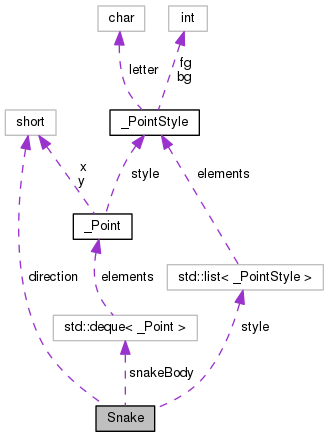 char
int
letter
fg
bg
short
_PointStyle
x
y
style
elements
_Point
direction
elements
std::list< _PointStyle >
std::deque< _Point >
style
snakeBody
Snake